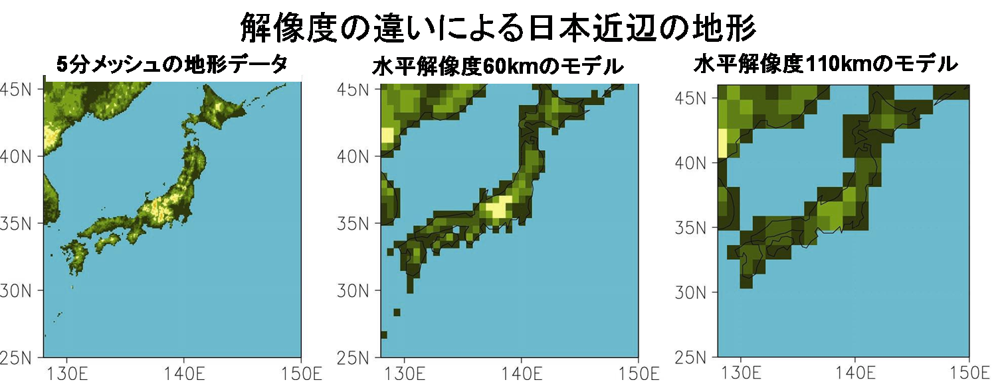 解像度の違いによる日本近辺の地形
5分メッシュの地形データ
45N
40N
35N
30N
25N
130E 140E 150E
水平解像度60kmのモデル
45N
40N
35N
30N
25N
130E 140E 150E
水平解像度110kmのモデル
45N
40N
35N
30N
25N
130E 140E 150E